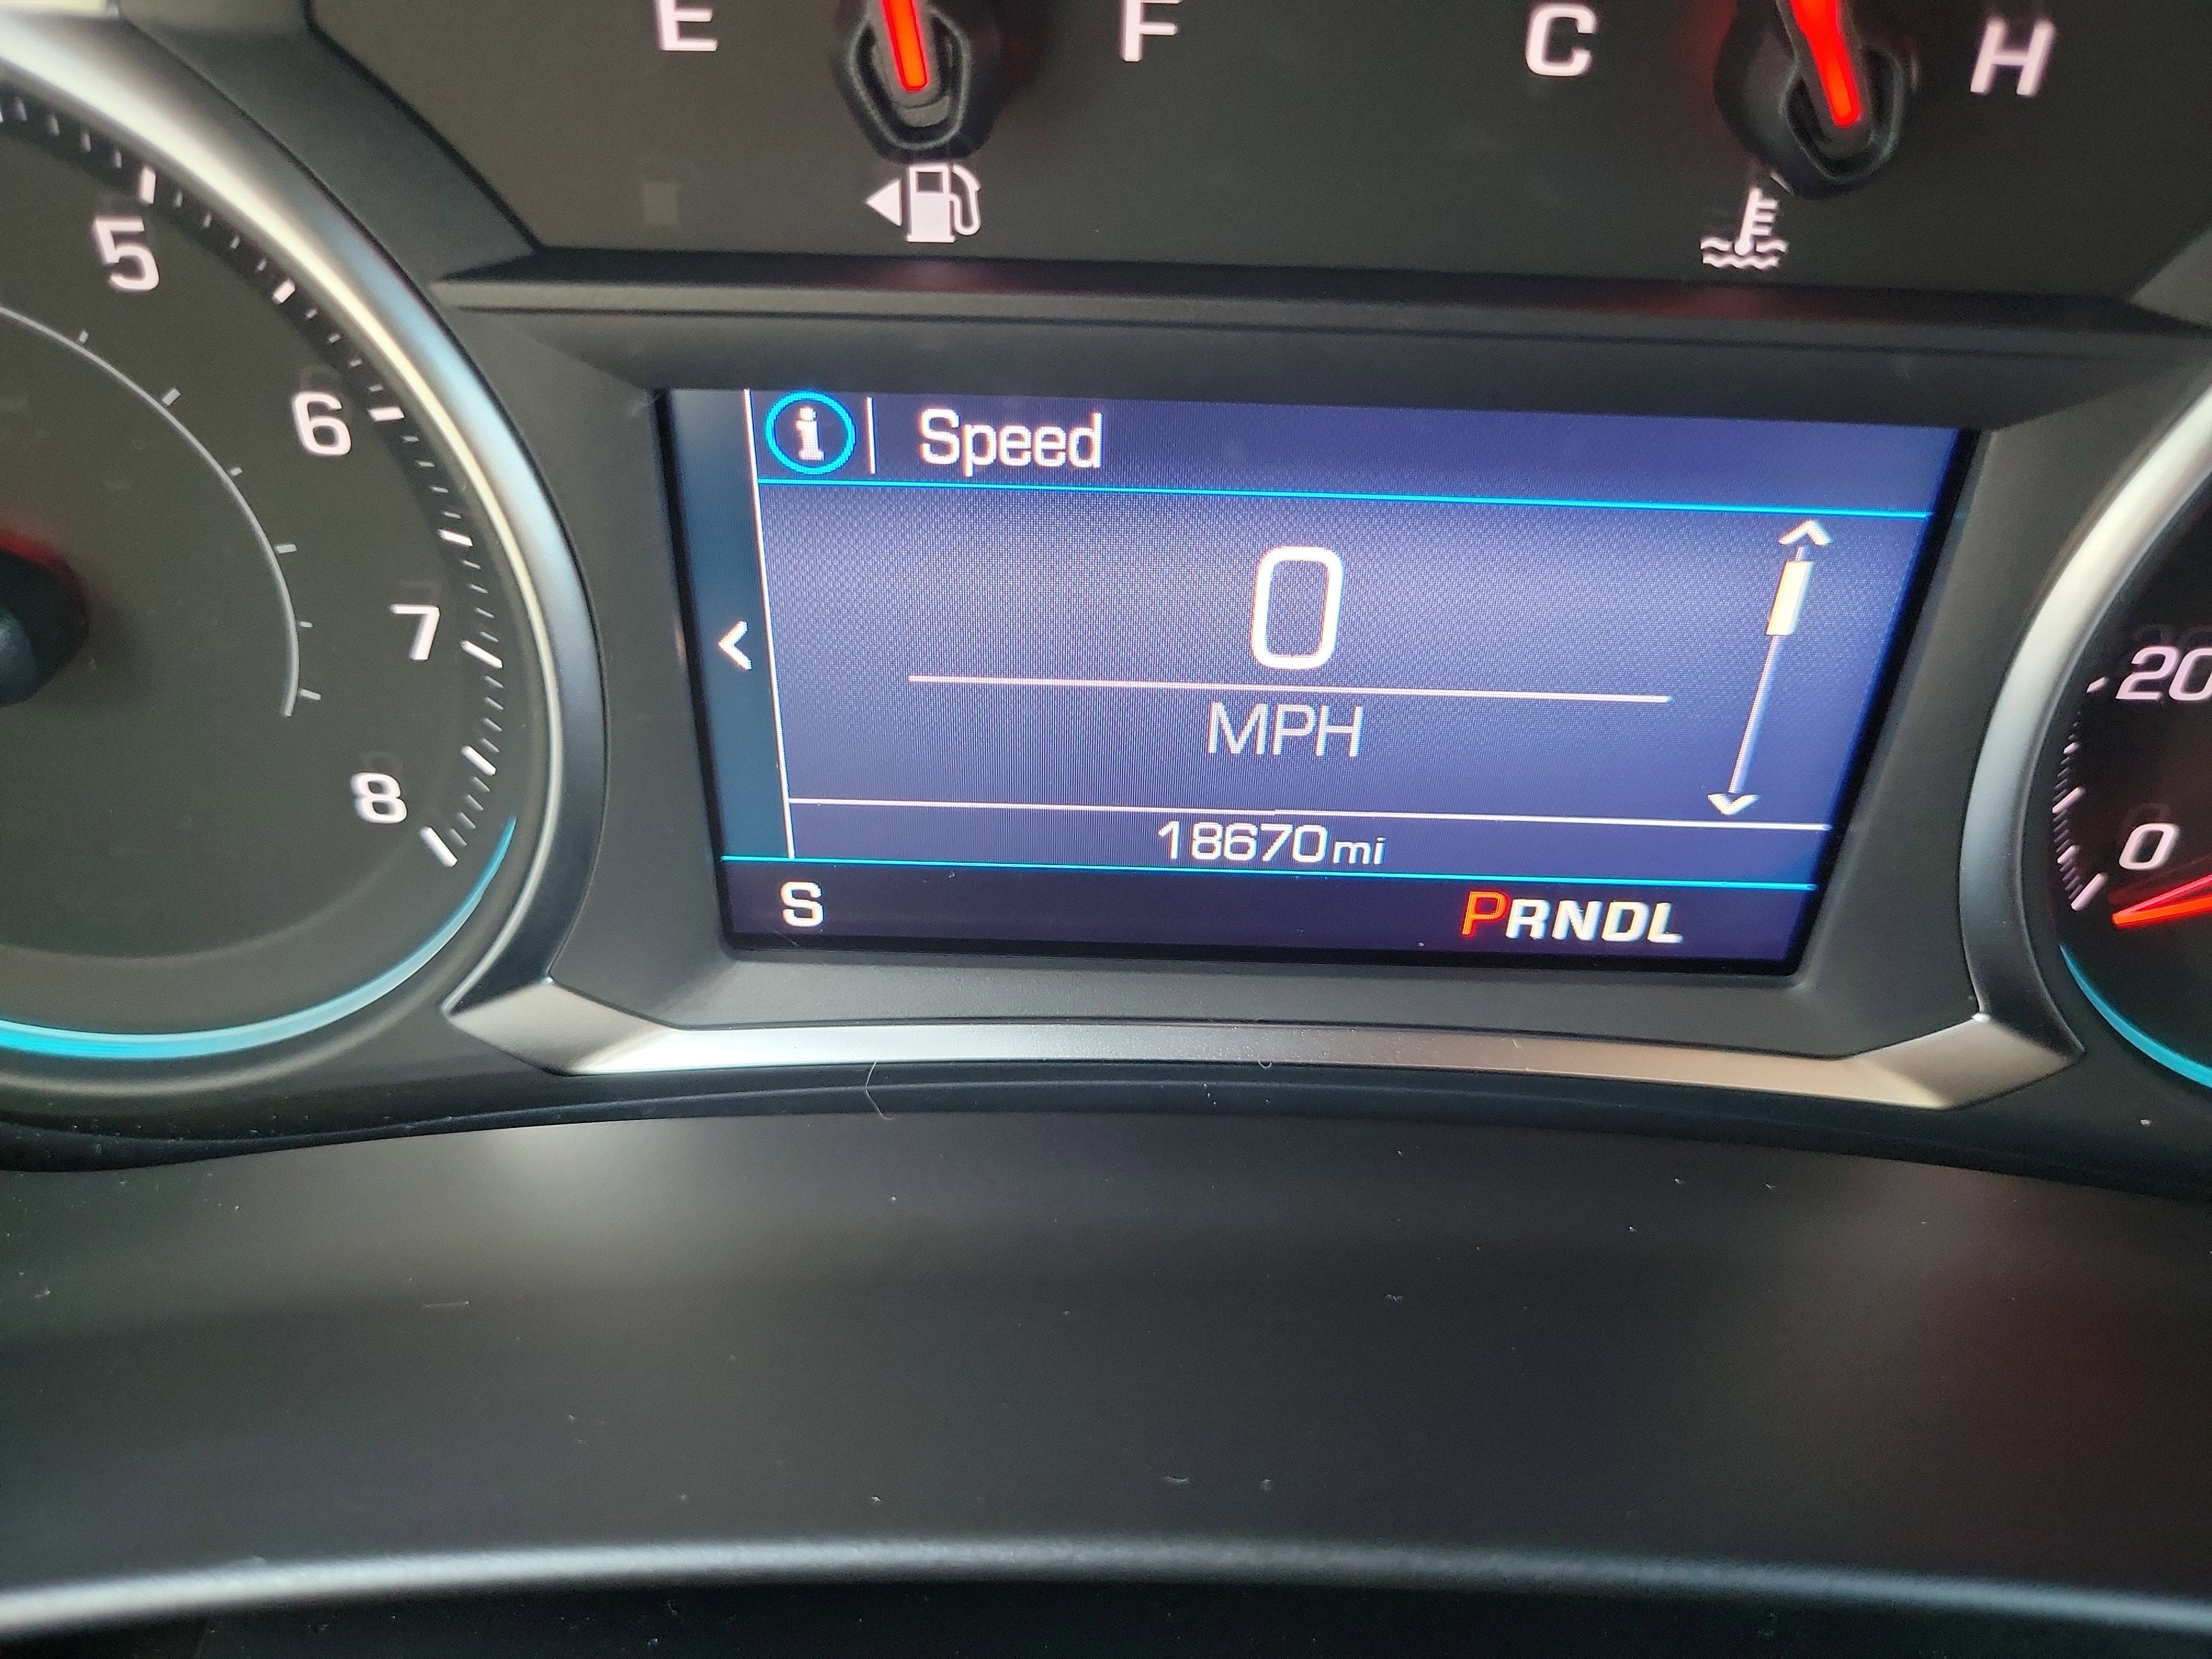 E F C H
5
6
7
8
Speed
0
MPH
18670mi
S PRNDL
20
0